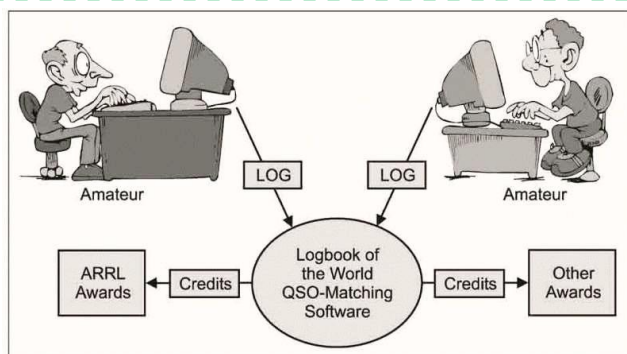 Amateur
Amateur
LOG
LOG
Logbook of
the World
QSO-Matching
Software
ARRL
Awards
Credits
Credits
Other
Awards